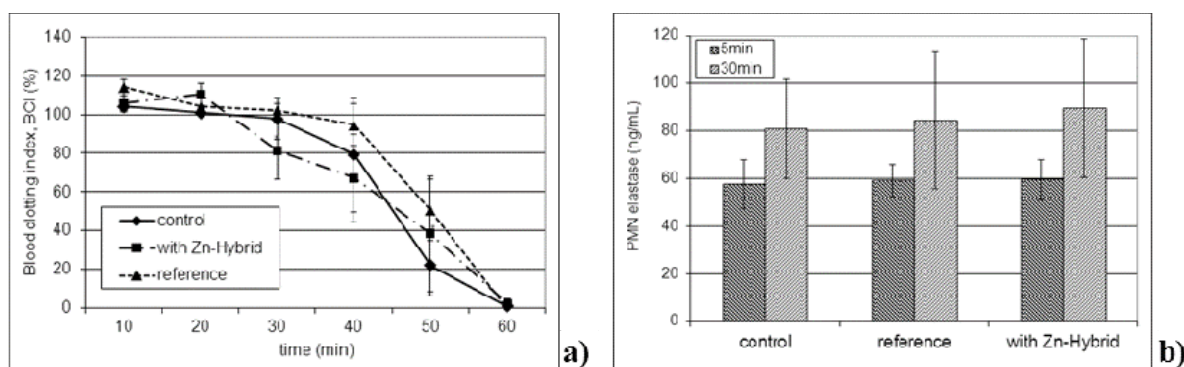 140
120
100
80
60
40
20
0
Blood clotting index, BCI (%)
control
with Zn-Hybrid
reference
10 20 30 40 50 60
time (min)
a)
120
100
80
60
40
20
0
PMN elastase (ng/mL)
5min
30min
control reference with Zn-Hybrid
b)